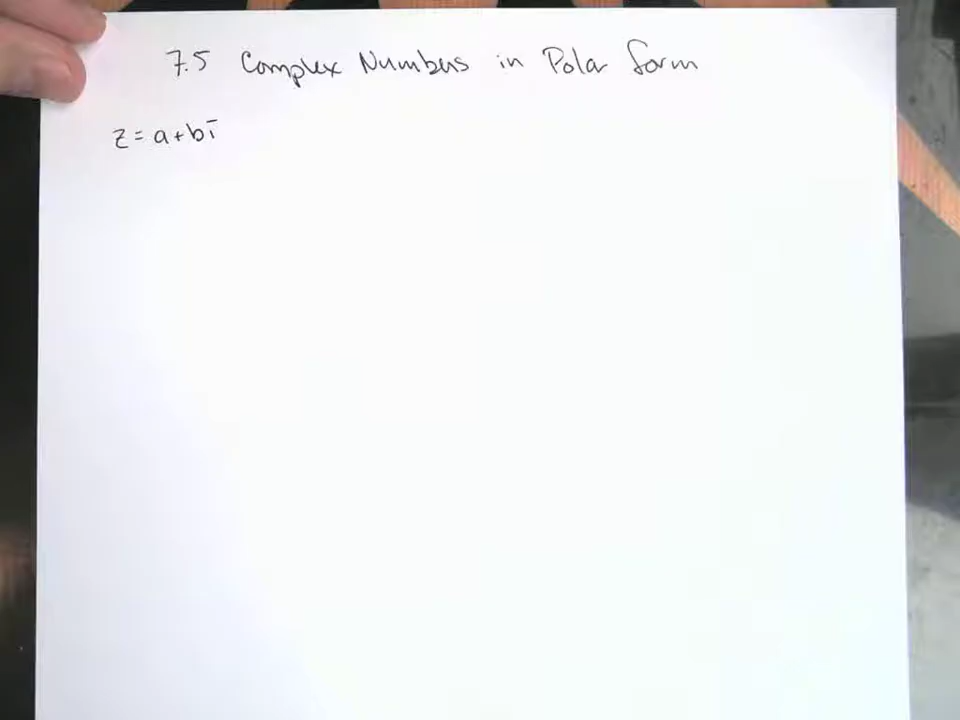 7.5 Complex Numbers in Polar form
z = a + bi